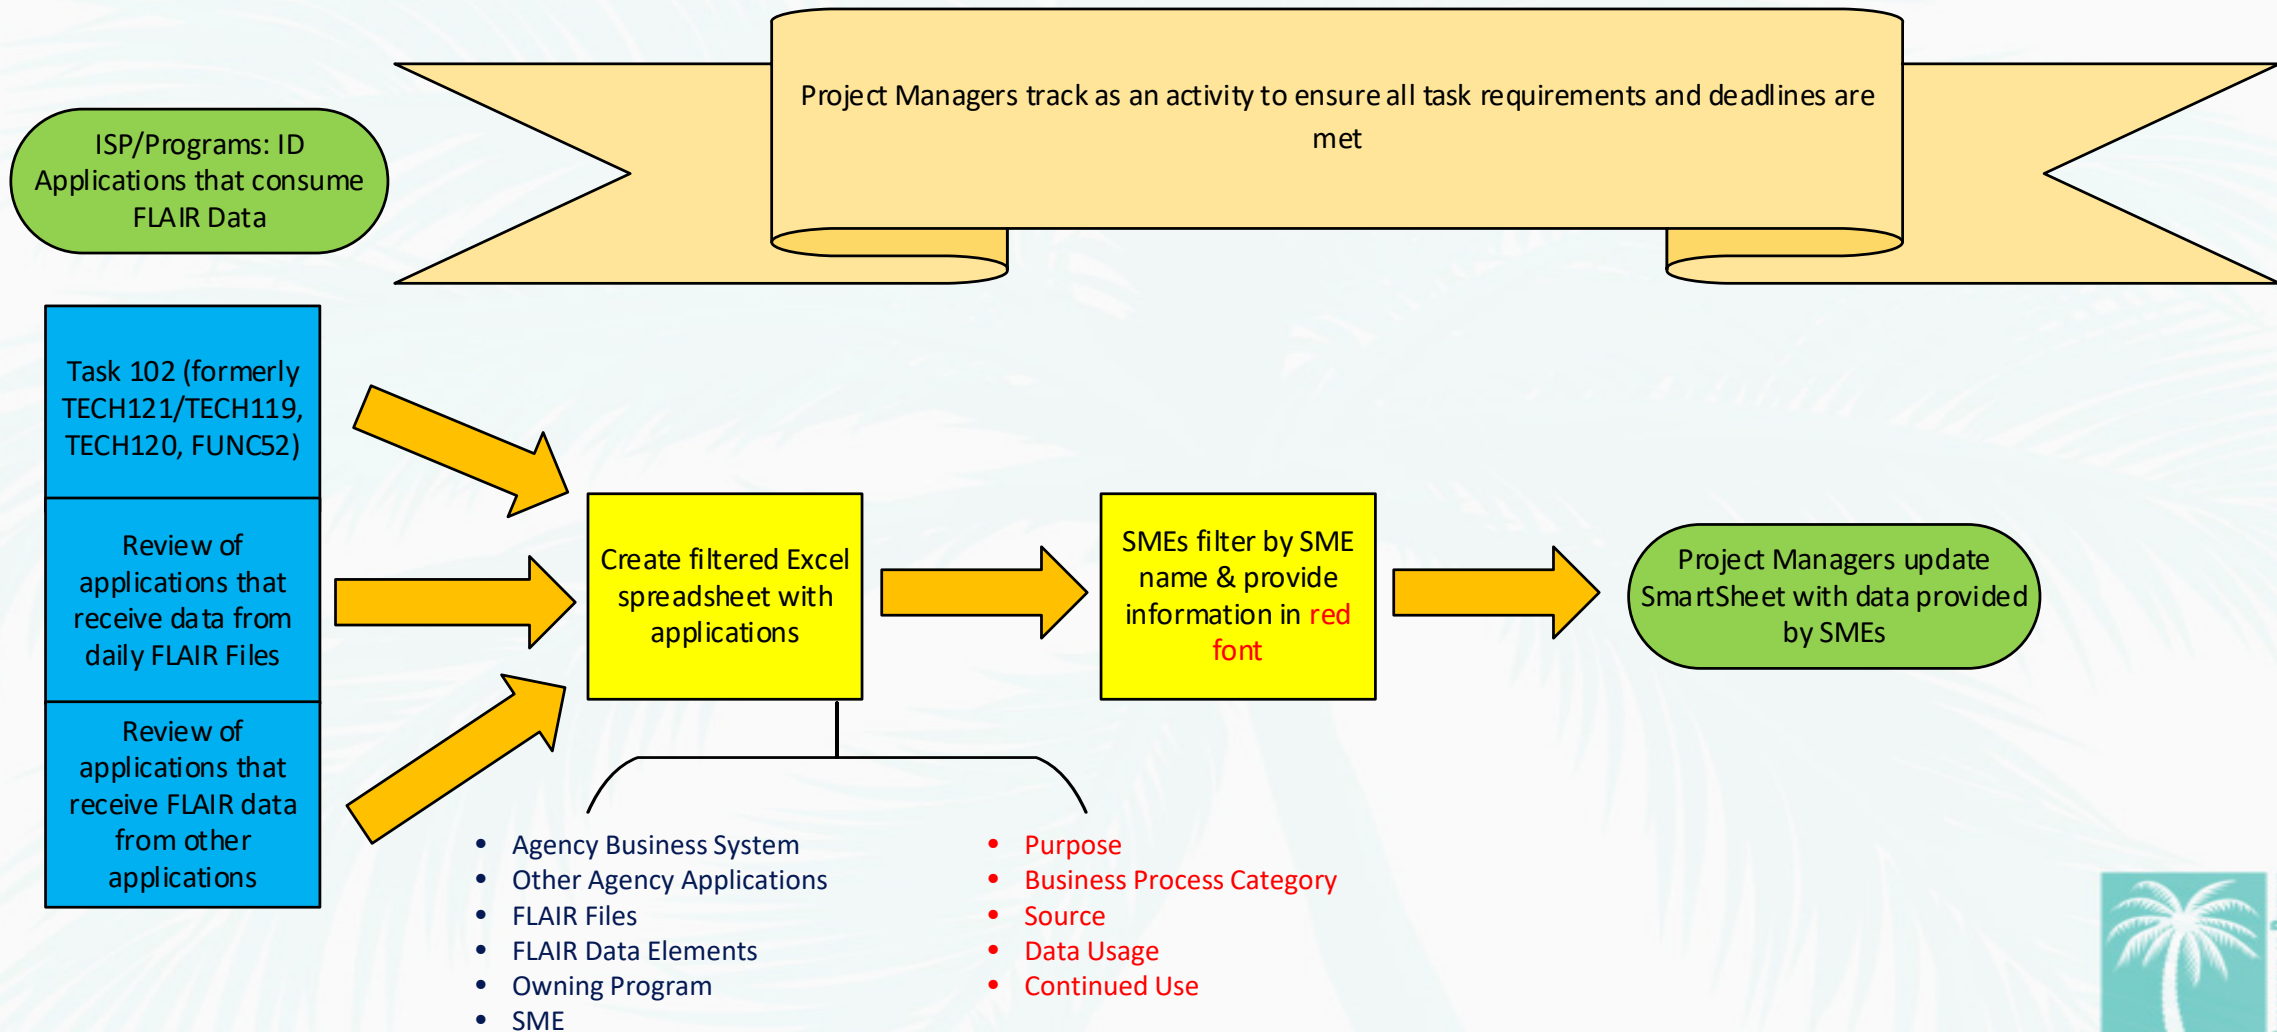 Project Managers track as an activity to ensure all task requirements and deadlines are
met
ISP/Programs: ID
Applications that consume
FLAIR Data
Task 102 (formerly
TECH121/TECH119,
TECH120, FUNC52)
Review of
applications that
receive data from
daily FLAIR Files
Review of
applications that
receive FLAIR data
from other
applications
Create filtered Excel
spreadsheet with
applications
SMEs filter by SME
name & provide
information in red
font
Project Managers update
SmartSheet with data provided
by SMEs
• Agency Business System
• Other Agency Applications
• FLAIR Files
• FLAIR Data Elements
• Owning Program
• SME
• Purpose
• Business Process Category
• Source
• Data Usage
• Continued Use